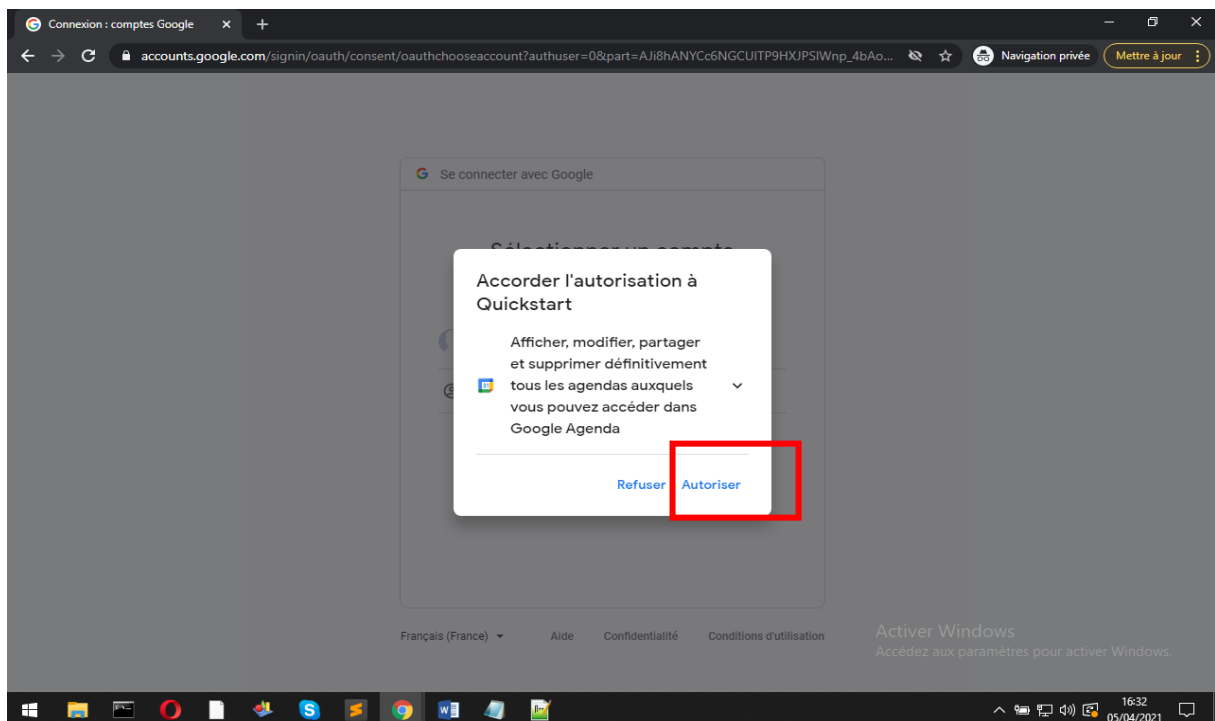 Connexion : comptes Google
accounts.google.com/signin/oauth/consent/oauthchooseaccount?authuser=0&part=AJi8hANYCc6NGCUITP9HXJPSIWnp_4bAo...
Navigation privée
Mettre à jour
Se connecter avec Google
Sélectionner un compte
Accorder l'autorisation à
Quickstart
Afficher, modifier, partager
et supprimer définitivement
tous les agendas auxquels
vous pouvez accéder dans
Google Agenda
Refuser
Autoriser
Français (France)
Aide
Confidentialité
Conditions d'utilisation
Activer Windows
Accédez aux paramètres pour activer Windows.
16:32
05/04/2021